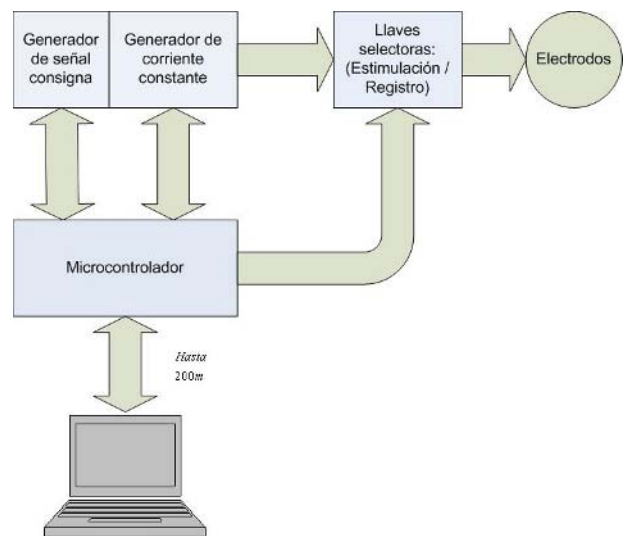 Generador
de señal
consigna
Generador de
corriente
constante
Llaves
selectoras:
(Estimulación /
Registro)
Electrodos
Microcontrolador
Hasta
200m